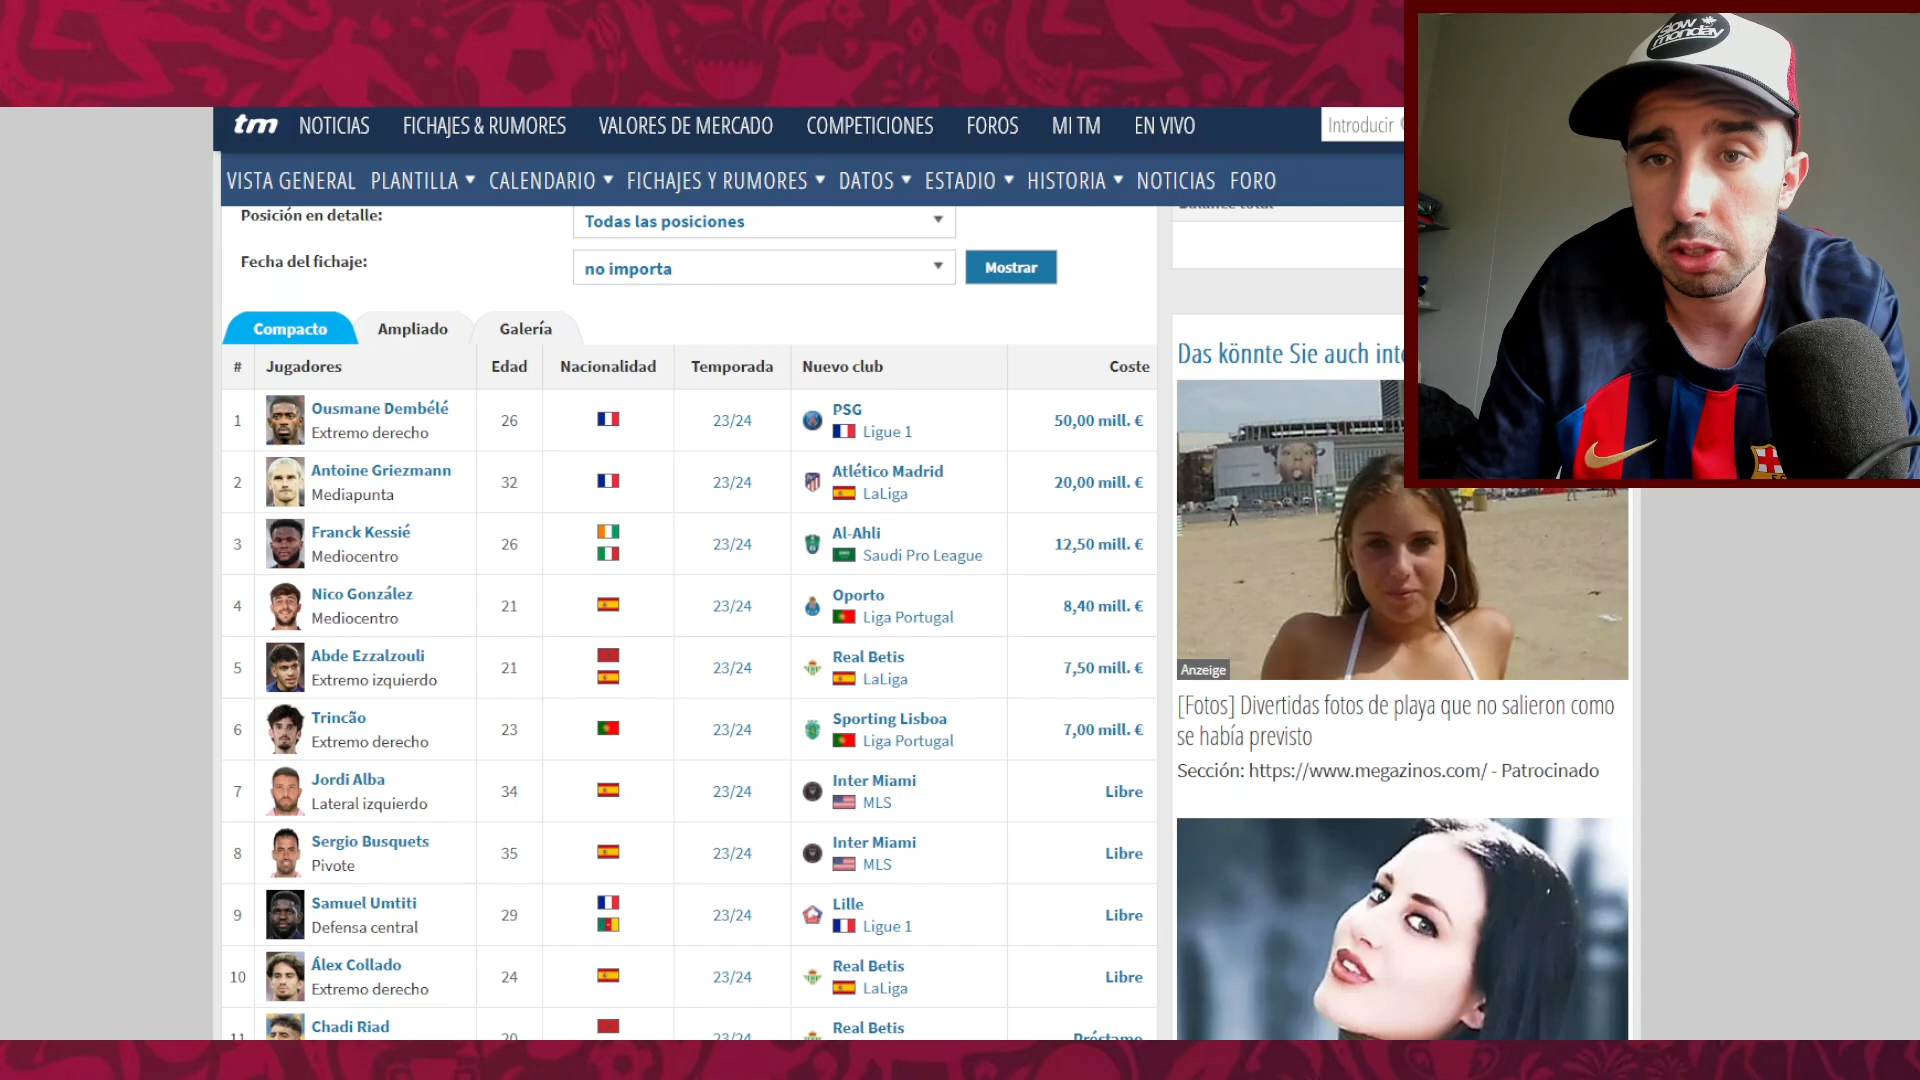 slow
monday
tm NOTICIAS FICHAJES & RUMORES VALORES DE MERCADO COMPETICIONES FOROS MI TM EN VIVO Introducir
VISTA GENERAL PLANTILLA CALENDARIO FICHAJES Y RUMORES DATOS ESTADIO HISTORIA NOTICIAS FORO
Posición en detalle: Todas las posiciones
Fecha del fichaje: no importa Mostrar
Compacto Ampliado Galería
# Jugadores Edad Nacionalidad Temporada Nuevo club Coste
1 Ousmane Dembélé Extremo derecho 26 23/24 PSG Ligue 1 50,00 mill. €
2 Antoine Griezmann Mediapunta 32 23/24 Atlético Madrid LaLiga 20,00 mill. €
3 Franck Kessié Mediocentro 26 23/24 Al-Ahli Saudi Pro League 12,50 mill. €
4 Nico González Mediocentro 21 23/24 Oporto Liga Portugal 8,40 mill. €
5 Abde Ezzalzouli Extremo izquierdo 21 23/24 Real Betis LaLiga 7,50 mill. €
6 Trincão Extremo derecho 23 23/24 Sporting Lisboa Liga Portugal 7,00 mill. €
7 Jordi Alba Lateral izquierdo 34 23/24 Inter Miami MLS Libre
8 Sergio Busquets Pivote 35 23/24 Inter Miami MLS Libre
9 Samuel Umtiti Defensa central 29 23/24 Lille Ligue 1 Libre
10 Álex Collado Extremo derecho 24 23/24 Real Betis LaLiga Libre
11 Chadi Riad 20 23/24 Real Betis Préstamo
Das könnte Sie auch
Anzeige
[Fotos] Divertidas fotos de playa que no salieron como
se había previsto
Sección: https://www.megazinos.com/ - Patrocinado